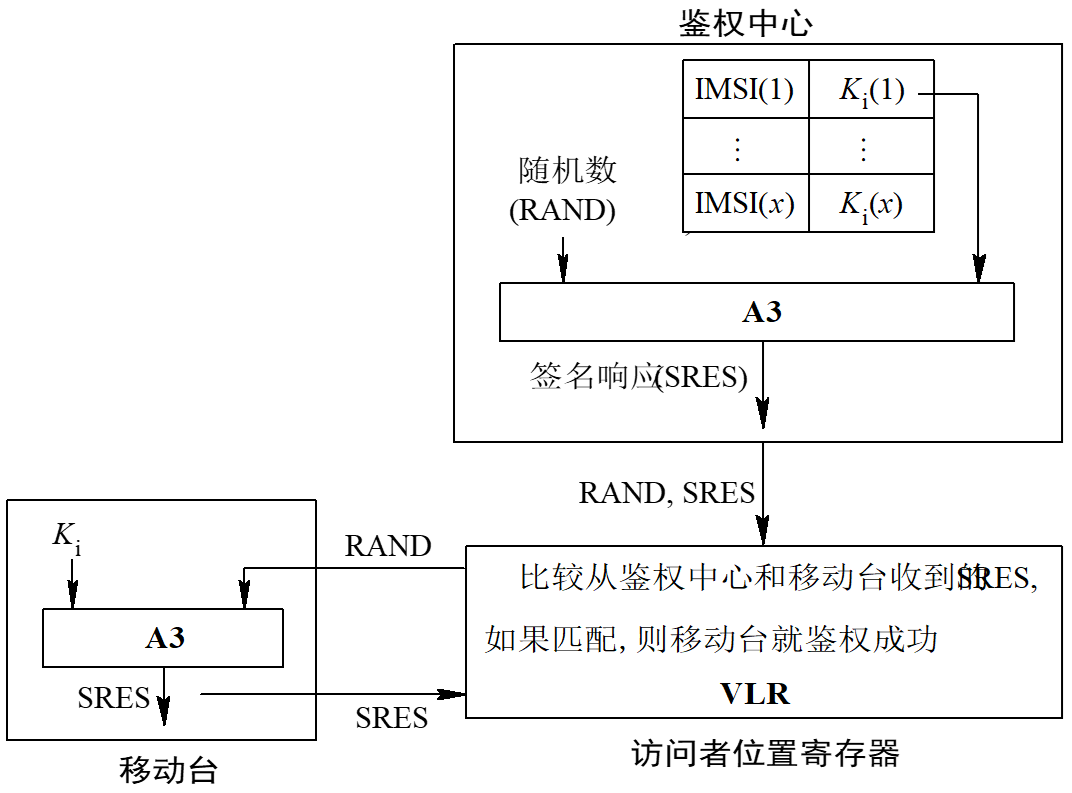 鉴权中心
IMSI(1) Ki(1)
⋮ ⋮
IMSI(x) Ki(x)
随机数
(RAND)
A3
签名响应(SRES)
RAND, SRES
Ki
RAND
A3
SRES
SRES
比较从鉴权中心和移动台收到的SRES,
如果匹配, 则移动台就鉴权成功
VLR
移动台
访问者位置寄存器